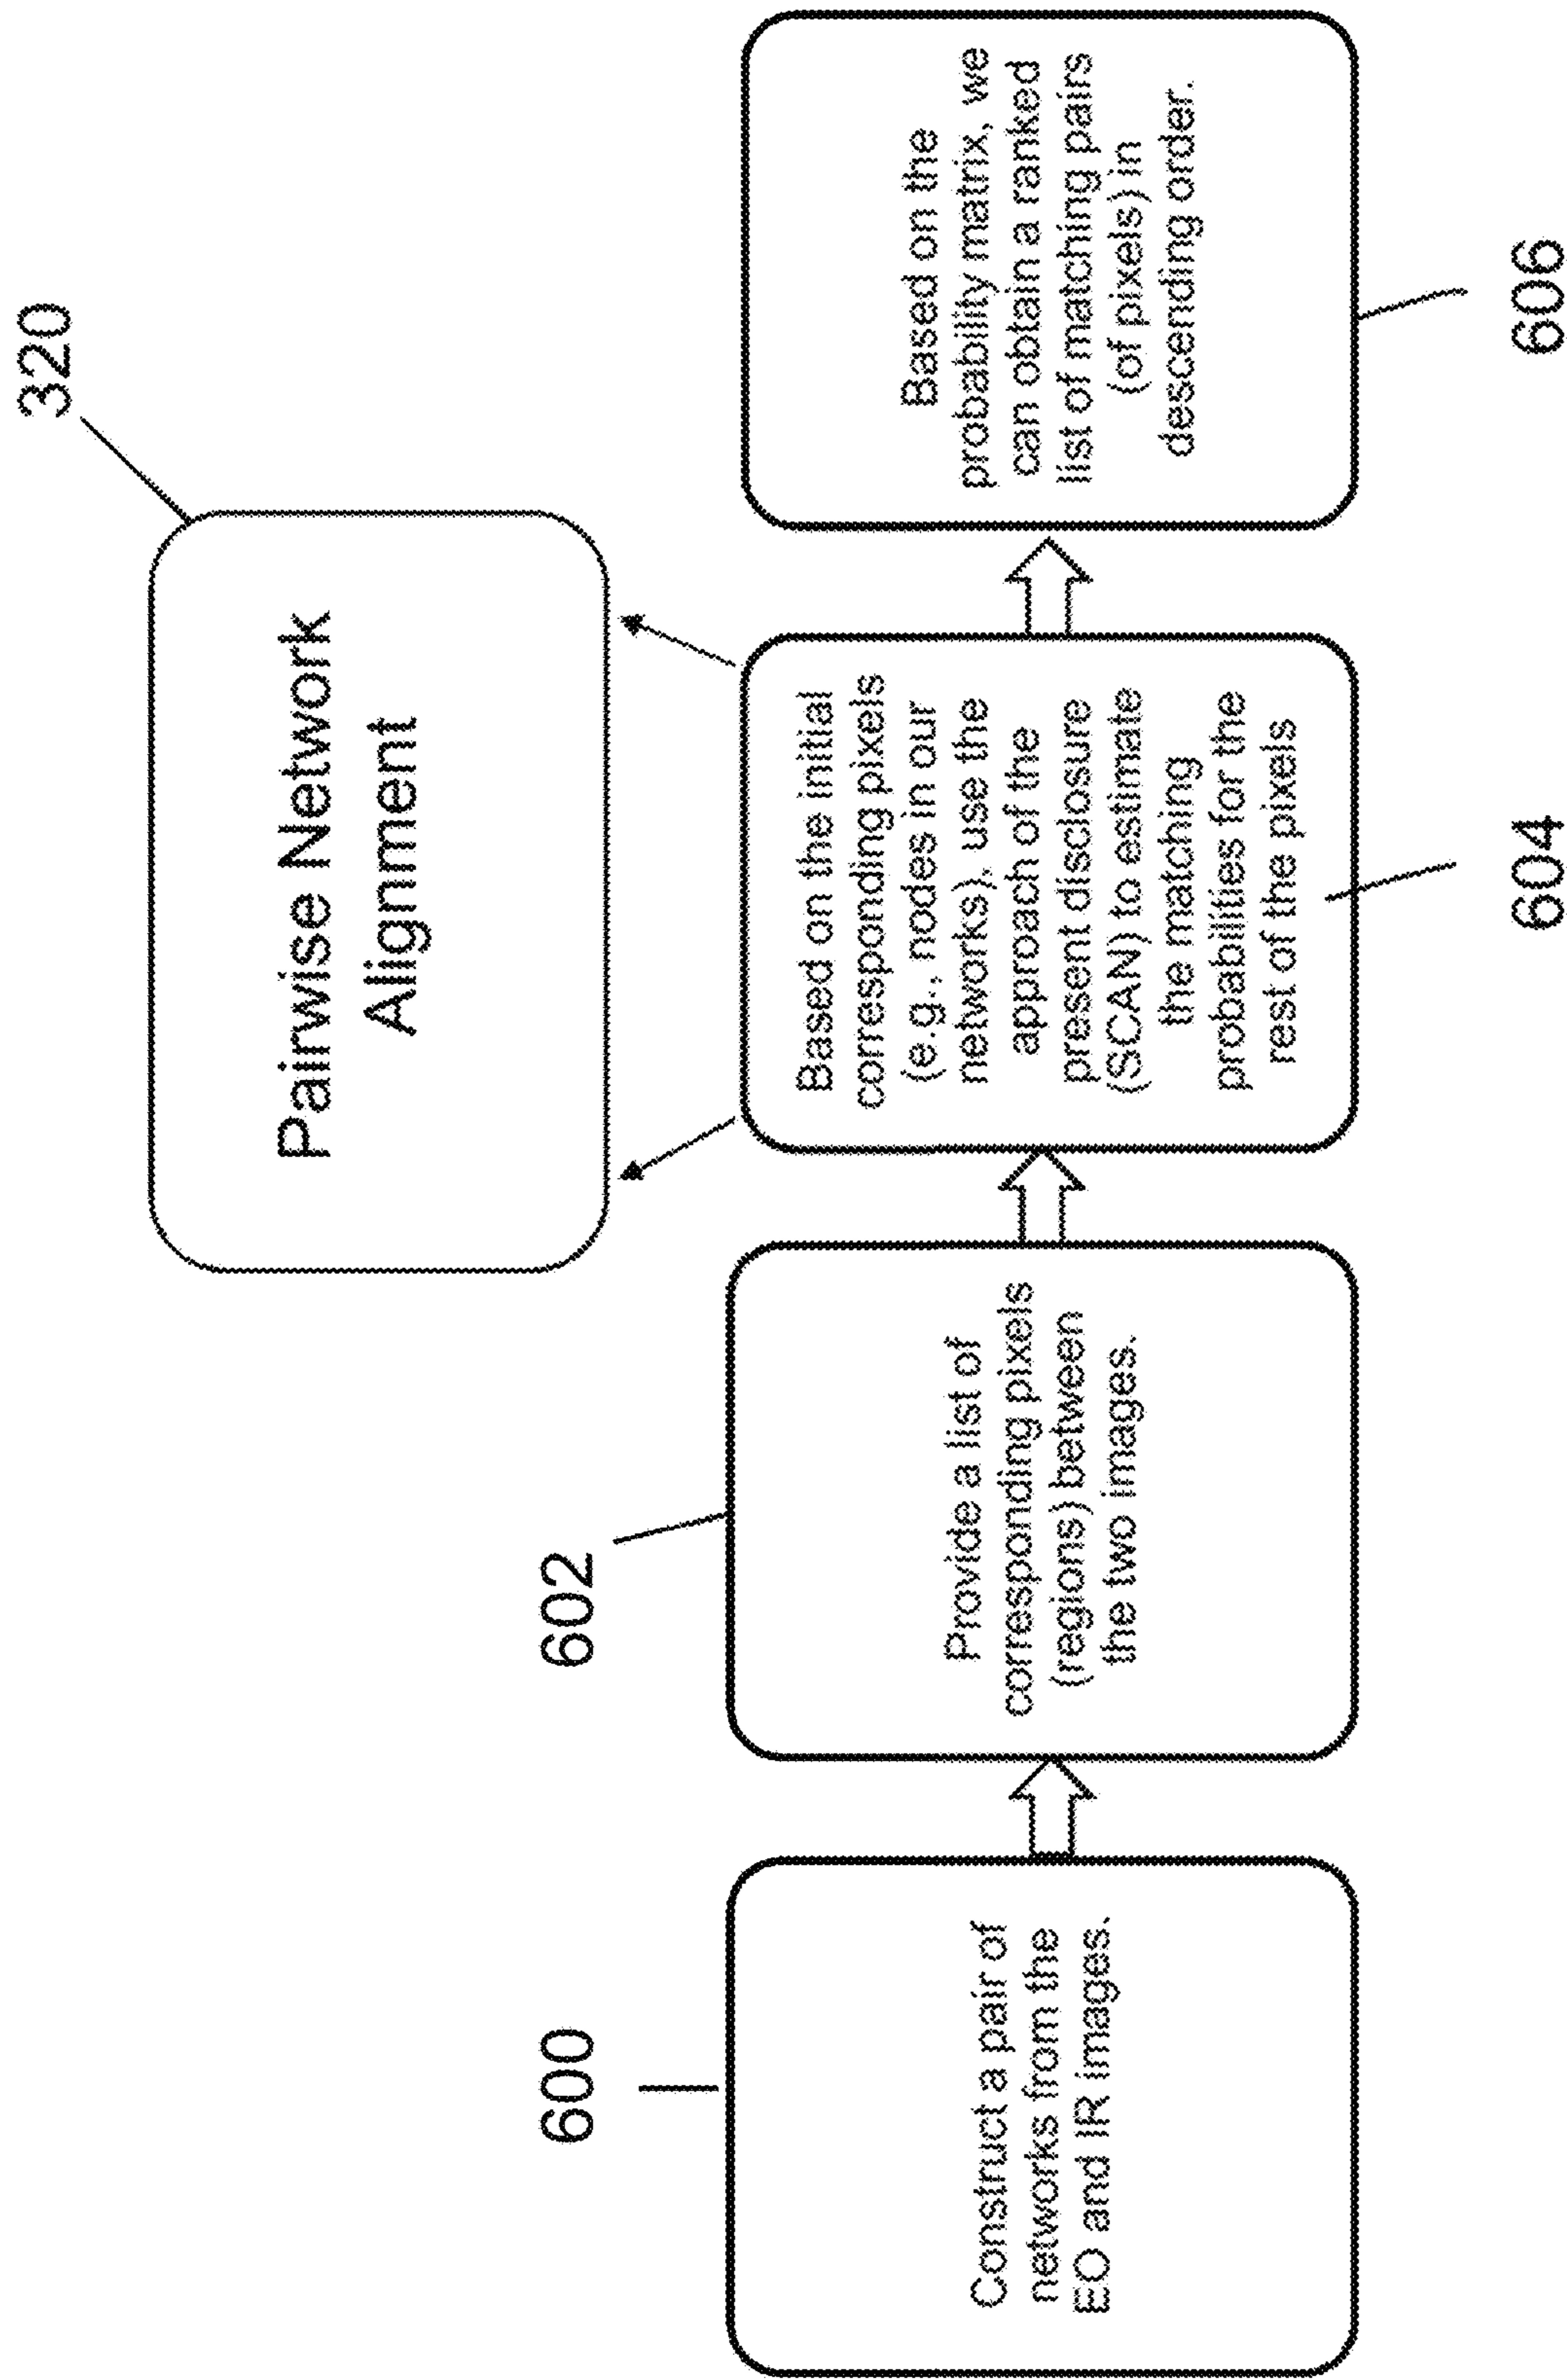 320
Pairwise Network
Alignment
600
Construct a pair of
networks from the
EO and IR images.
602
Provide a list of
corresponding pixels
(regions) between
the two images.
Based on the initial
corresponding pixels
(e.g., nodes in our
networks), use the
approach of the
present disclosure
(SCAN) to estimate
the matching
probabilities for the
rest of the pixels
604
Based on the
probability matrix, we
can obtain a ranked
list of matching pairs
(of pixels) in
descending order.
606